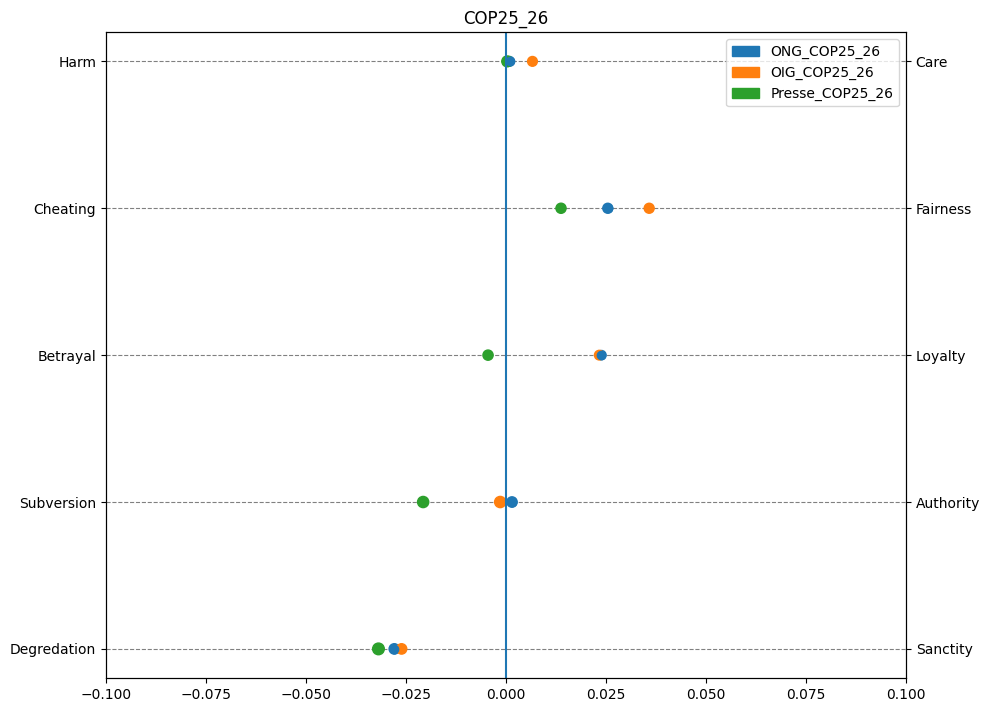 COP25_26
Harm
Care
ONG_COP25_26
OIG_COP25_26
Presse_COP25_26
Cheating
Fairness
Betrayal
Loyalty
Subversion
Authority
Degredation
Sanctity
−0.100 −0.075 −0.050 −0.025 0.000 0.025 0.050 0.075 0.100